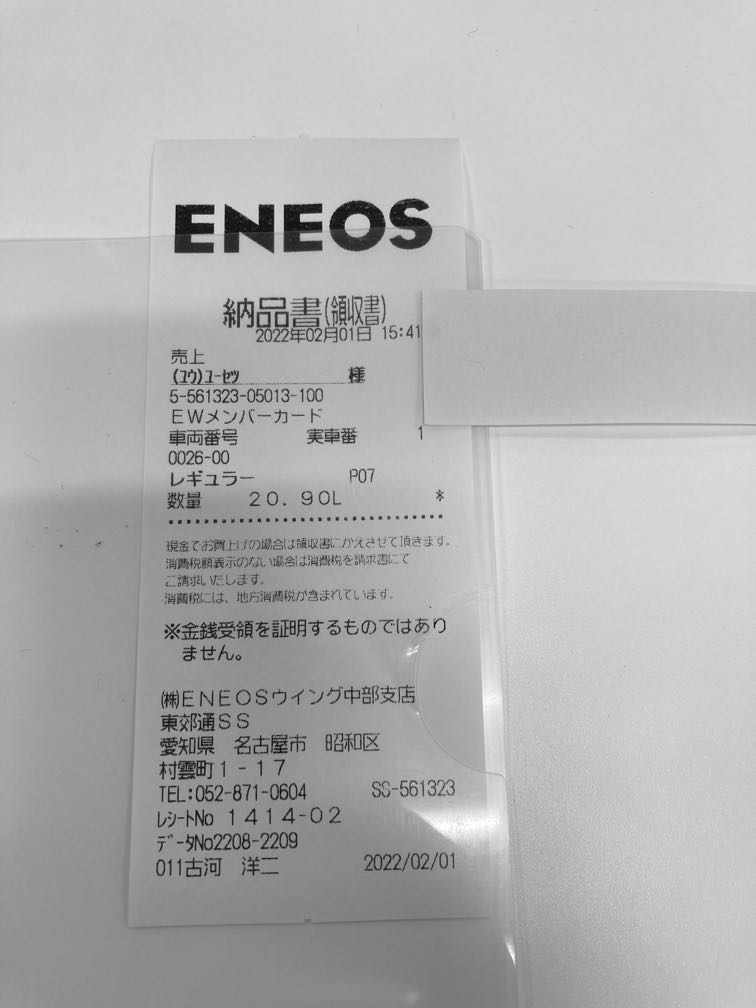 ENEOS
納品書(領収書)
2022年02月01日 15:41
売上
(ﾕｳ)ﾕｰｾﾂ 様
5-561323-05013-100
ＥＷメンバーカード
車両番号 実車番 1
0026-00
レギュラー P07
数量 ２０．９０L *
現金でお買上げの場合は領収書にかえさせて頂きます。
消費税額表示のない場合は消費税を請求書にて
ご請求いたします。
消費税には、地方消費税が含まれています。
※金銭受領を証明するものではあり
ません。
㈱ＥＮＥＯＳウイング中部支店
東郊通ＳＳ
愛知県 名古屋市 昭和区
村雲町１－１７
TEL:052-871-0604 SS-561323
ﾚｼｰﾄNo １４１４-０２
ﾃﾞｰﾀNo2208-2209
011古河 洋二 2022/02/01